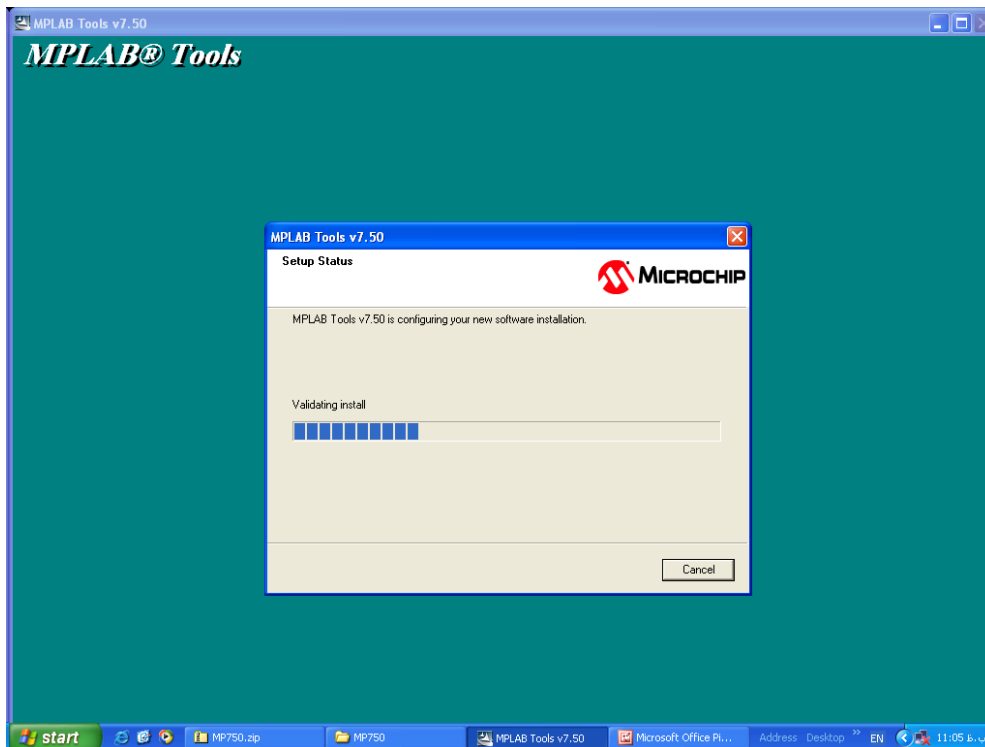 MPLAB Tools v7.50
MPLAB® Tools
MPLAB Tools v7.50
Setup Status
MICROCHIP
MPLAB Tools v7.50 is configuring your new software installation.
Validating install
Cancel
start
MP750.zip
MP750
MPLAB Tools v7.50
Microsoft Office Pi...
Address
Desktop
»
EN
11:05